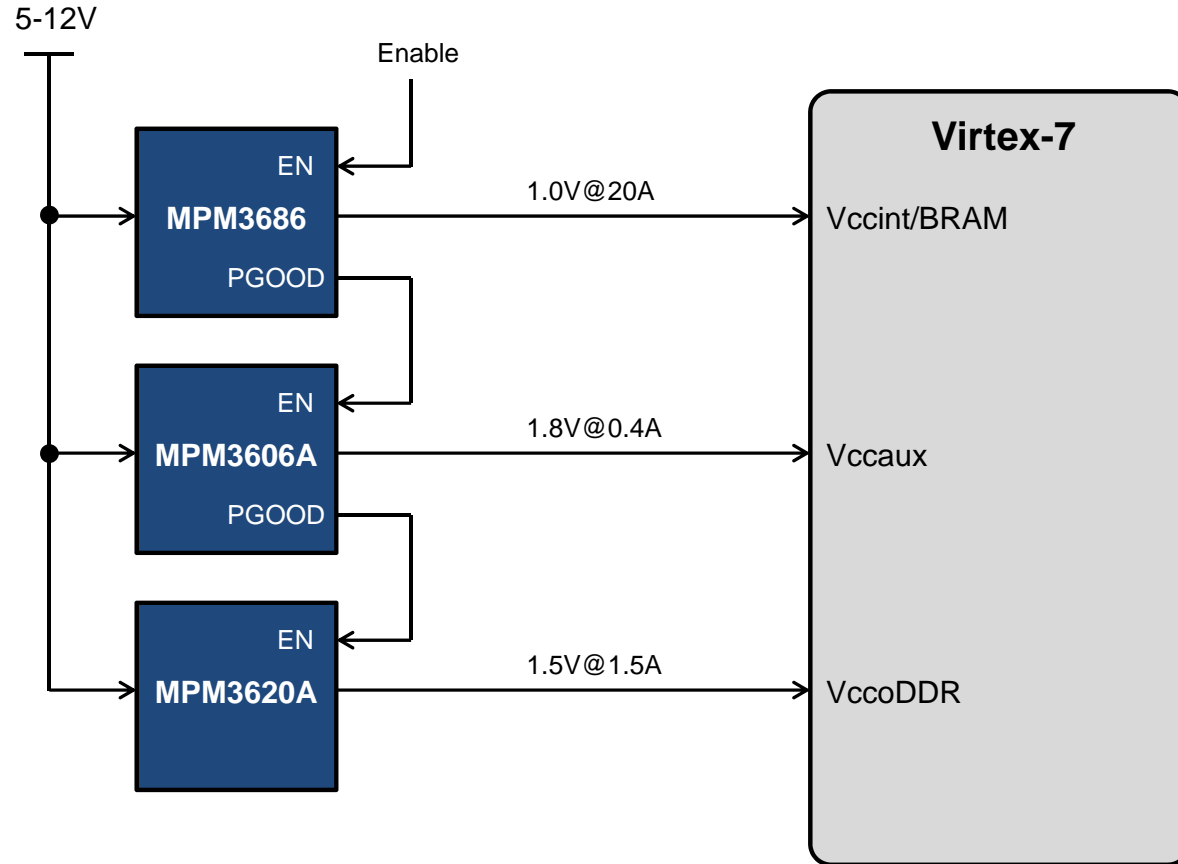 5-12V
Enable
Virtex-7
EN
MPM3686
1.0V@20A
Vccint/BRAM
PGOOD
EN
MPM3606A
1.8V@0.4A
Vccaux
PGOOD
EN
MPM3620A
1.5V@1.5A
VccoDDR